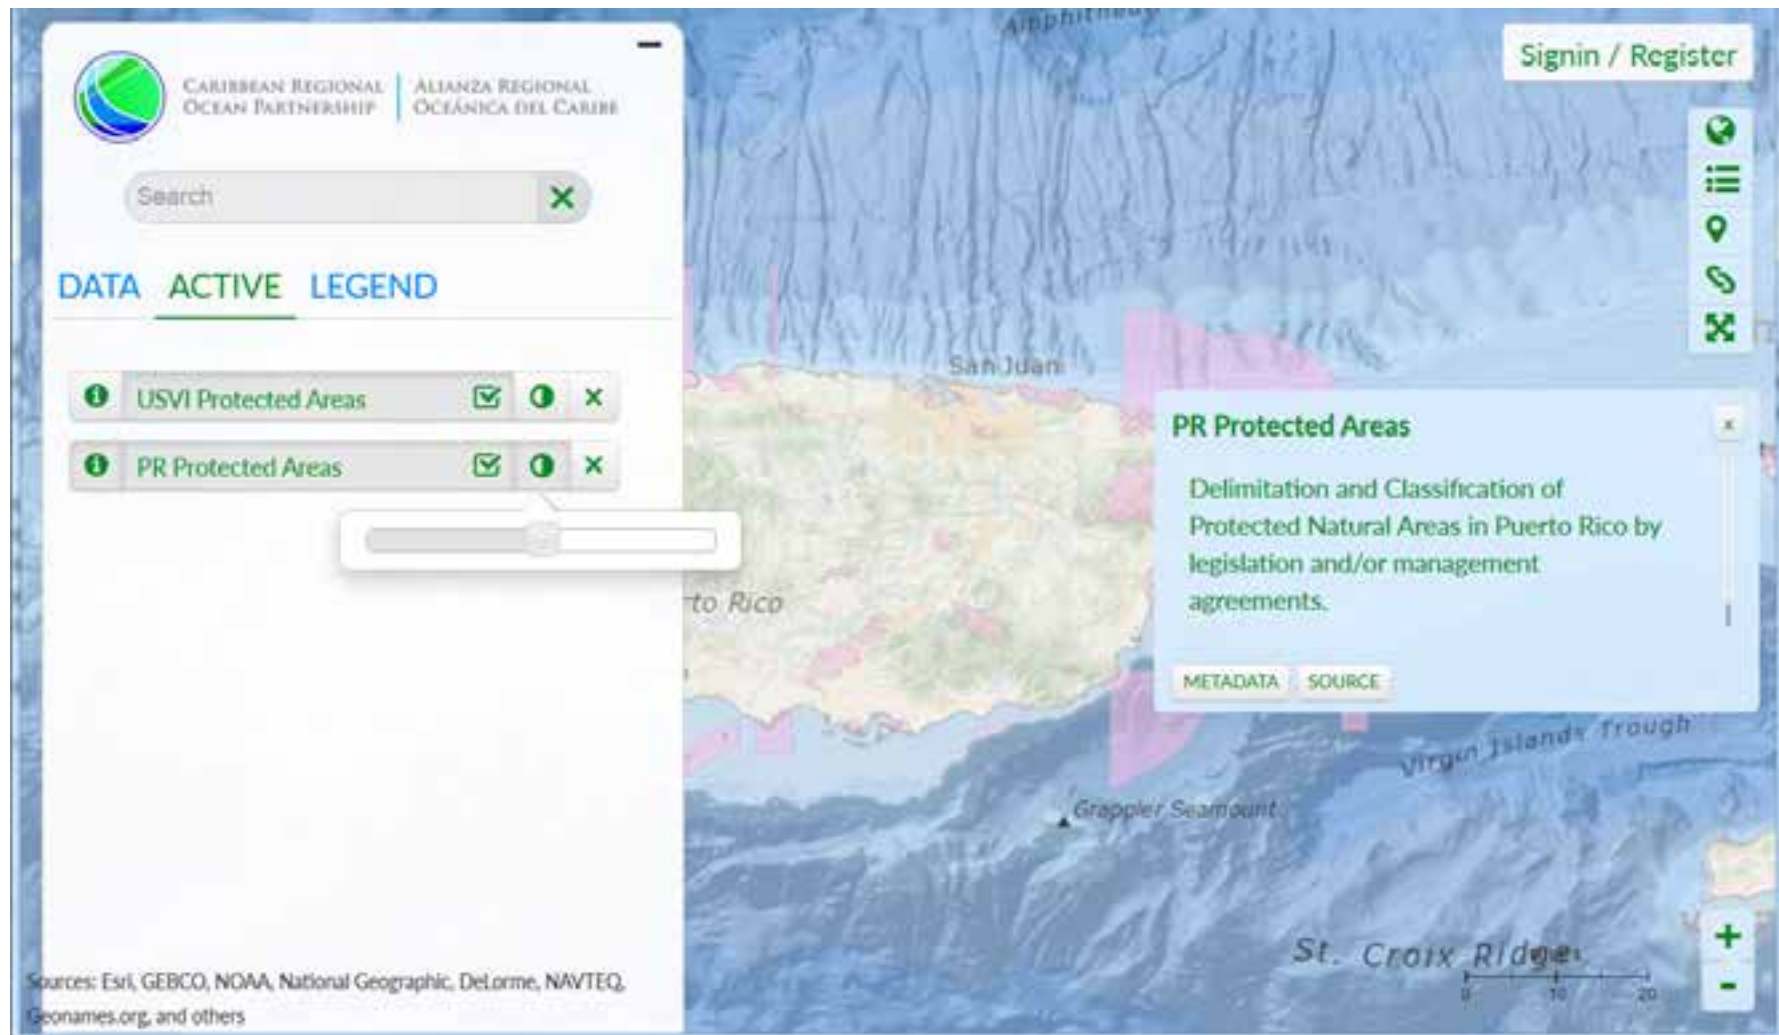 CARIBBEAN REGIONAL
OCEAN PARTNERSHIP
ALIANZA REGIONAL
OCEÁNICA DEL CARIBE
Search
DATA ACTIVE LEGEND
USVI Protected Areas
PR Protected Areas
Sources: Esri, GEBCO, NOAA, National Geographic, DeLorme, NAVTEQ,
Geonames.org, and others
Signin / Register
San Juan
to Rico
PR Protected Areas
x
Delimitation and Classification of
Protected Natural Areas in Puerto Rico by
legislation and/or management
agreements.
METADATA SOURCE
Virgin Islands Trough
Grappler Seamount
St. Croix Ridge
0 10 20
+
-